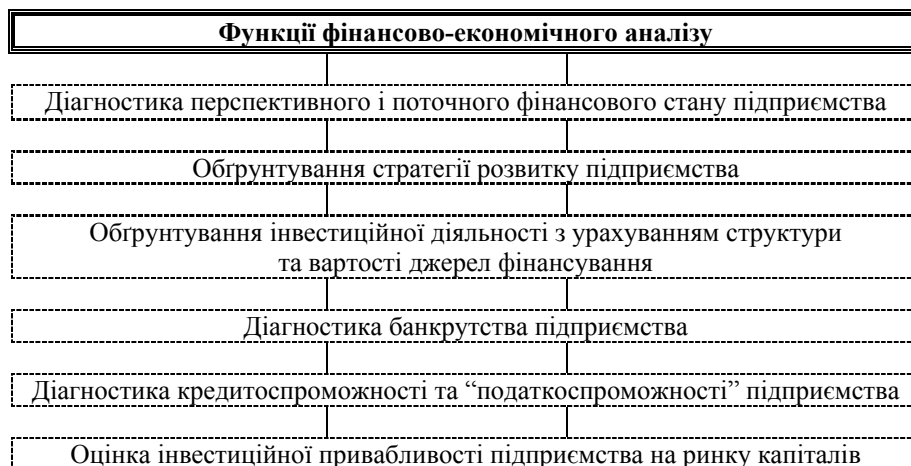 Функції фінансово-економічного аналізу
Діагностика перспективного і поточного фінансового стану підприємства
Обґрунтування стратегії розвитку підприємства
Обґрунтування інвестиційної діяльності з урахуванням структури
та вартості джерел фінансування
Діагностика банкрутства підприємства
Діагностика кредитоспроможності та “податкоспроможності” підприємства
Оцінка інвестиційної привабливості підприємства на ринку капіталів